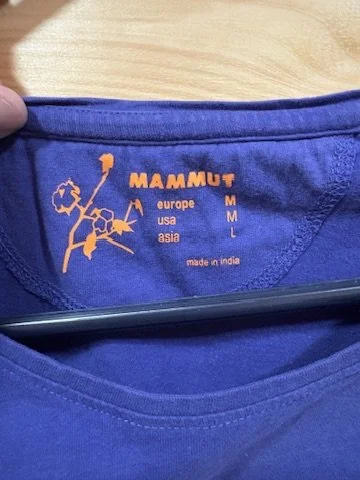 MAMMUT
europe M
usa M
asia L
made in india